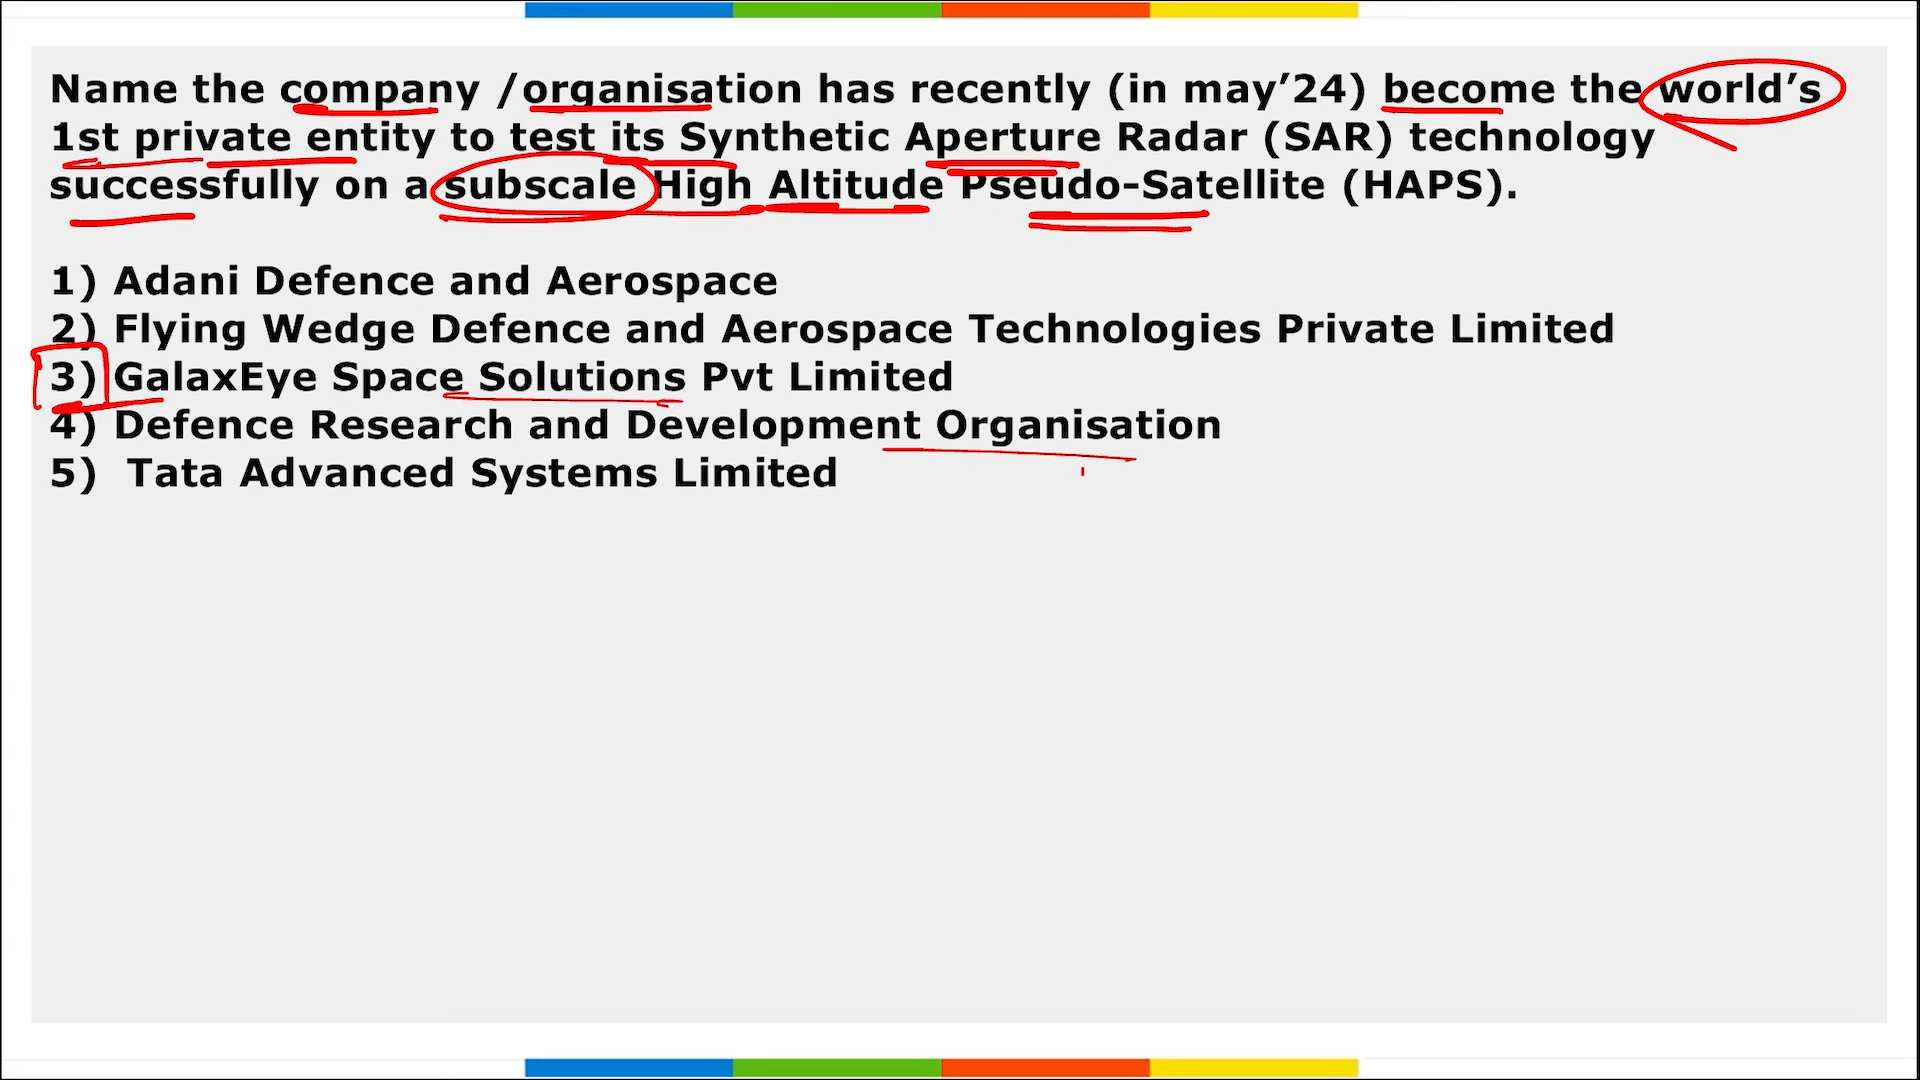 Name the company /organisation has recently (in may’24) become the world’s
1st private entity to test its Synthetic Aperture Radar (SAR) technology
successfully on a subscale High Altitude Pseudo-Satellite (HAPS).
1) Adani Defence and Aerospace
2) Flying Wedge Defence and Aerospace Technologies Private Limited
3) GalaxEye Space Solutions Pvt Limited
4) Defence Research and Development Organisation
5) Tata Advanced Systems Limited